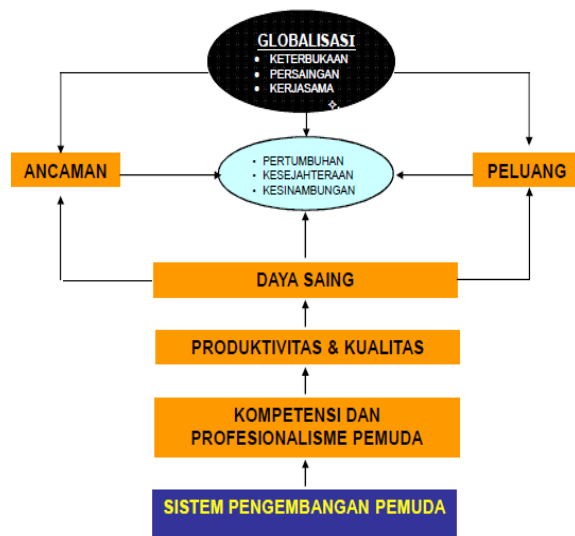 GLOBALISASI
• KETERBUKAAN
• PERSAINGAN
• KERJASAMA
ANCAMAN
• PERTUMBUHAN
• KESEJAHTERAAN
• KESINAMBUNGAN
PELUANG
DAYA SAING
PRODUKTIVITAS & KUALITAS
KOMPETENSI DAN
PROFESIONALISME PEMUDA
SISTEM PENGEMBANGAN PEMUDA